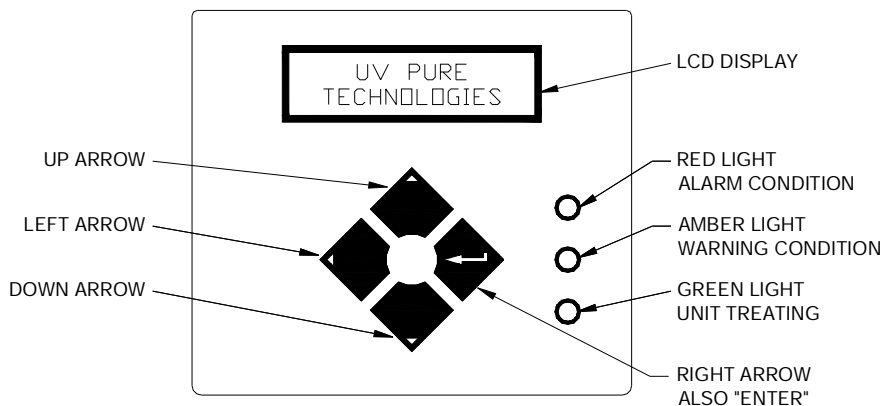 UV PURE
TECHNOLOGIES
LCD DISPLAY
UP ARROW
LEFT ARROW
DOWN ARROW
RED LIGHT
ALARM CONDITION
AMBER LIGHT
WARNING CONDITION
GREEN LIGHT
UNIT TREATING
RIGHT ARROW
ALSO "ENTER"